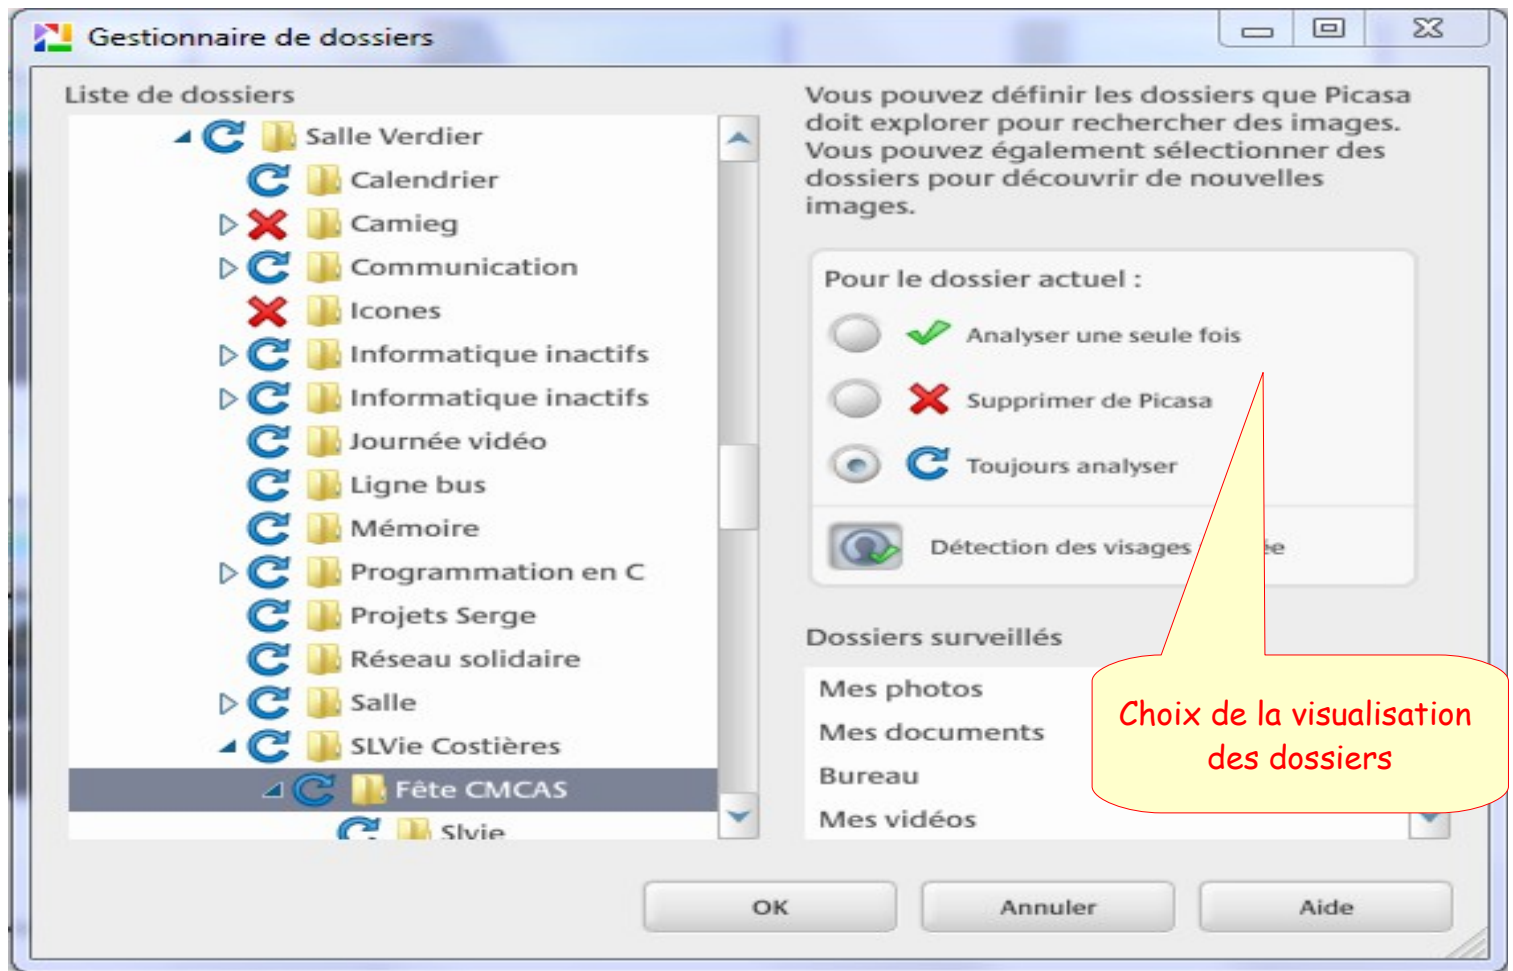 Gestionnaire de dossiers
Liste de dossiers
Salle Verdier
Calendrier
Camieg
Communication
Icones
Informatique inactifs
Informatique inactifs
Journée vidéo
Ligne bus
Mémoire
Programmation en C
Projets Serge
Réseau solidaire
Salle
SLVie Costières
Fête CMCAS
Slvie
Vous pouvez définir les dossiers que Picasa
doit explorer pour rechercher des images.
Vous pouvez également sélectionner des
dossiers pour découvrir de nouvelles
images.
Pour le dossier actuel :
Analyser une seule fois
Supprimer de Picasa
Toujours analyser
Détection des visages
Dossiers surveillés
Mes photos
Mes documents
Bureau
Mes vidéos
Choix de la visualisation
des dossiers
OK
Annuler
Aide